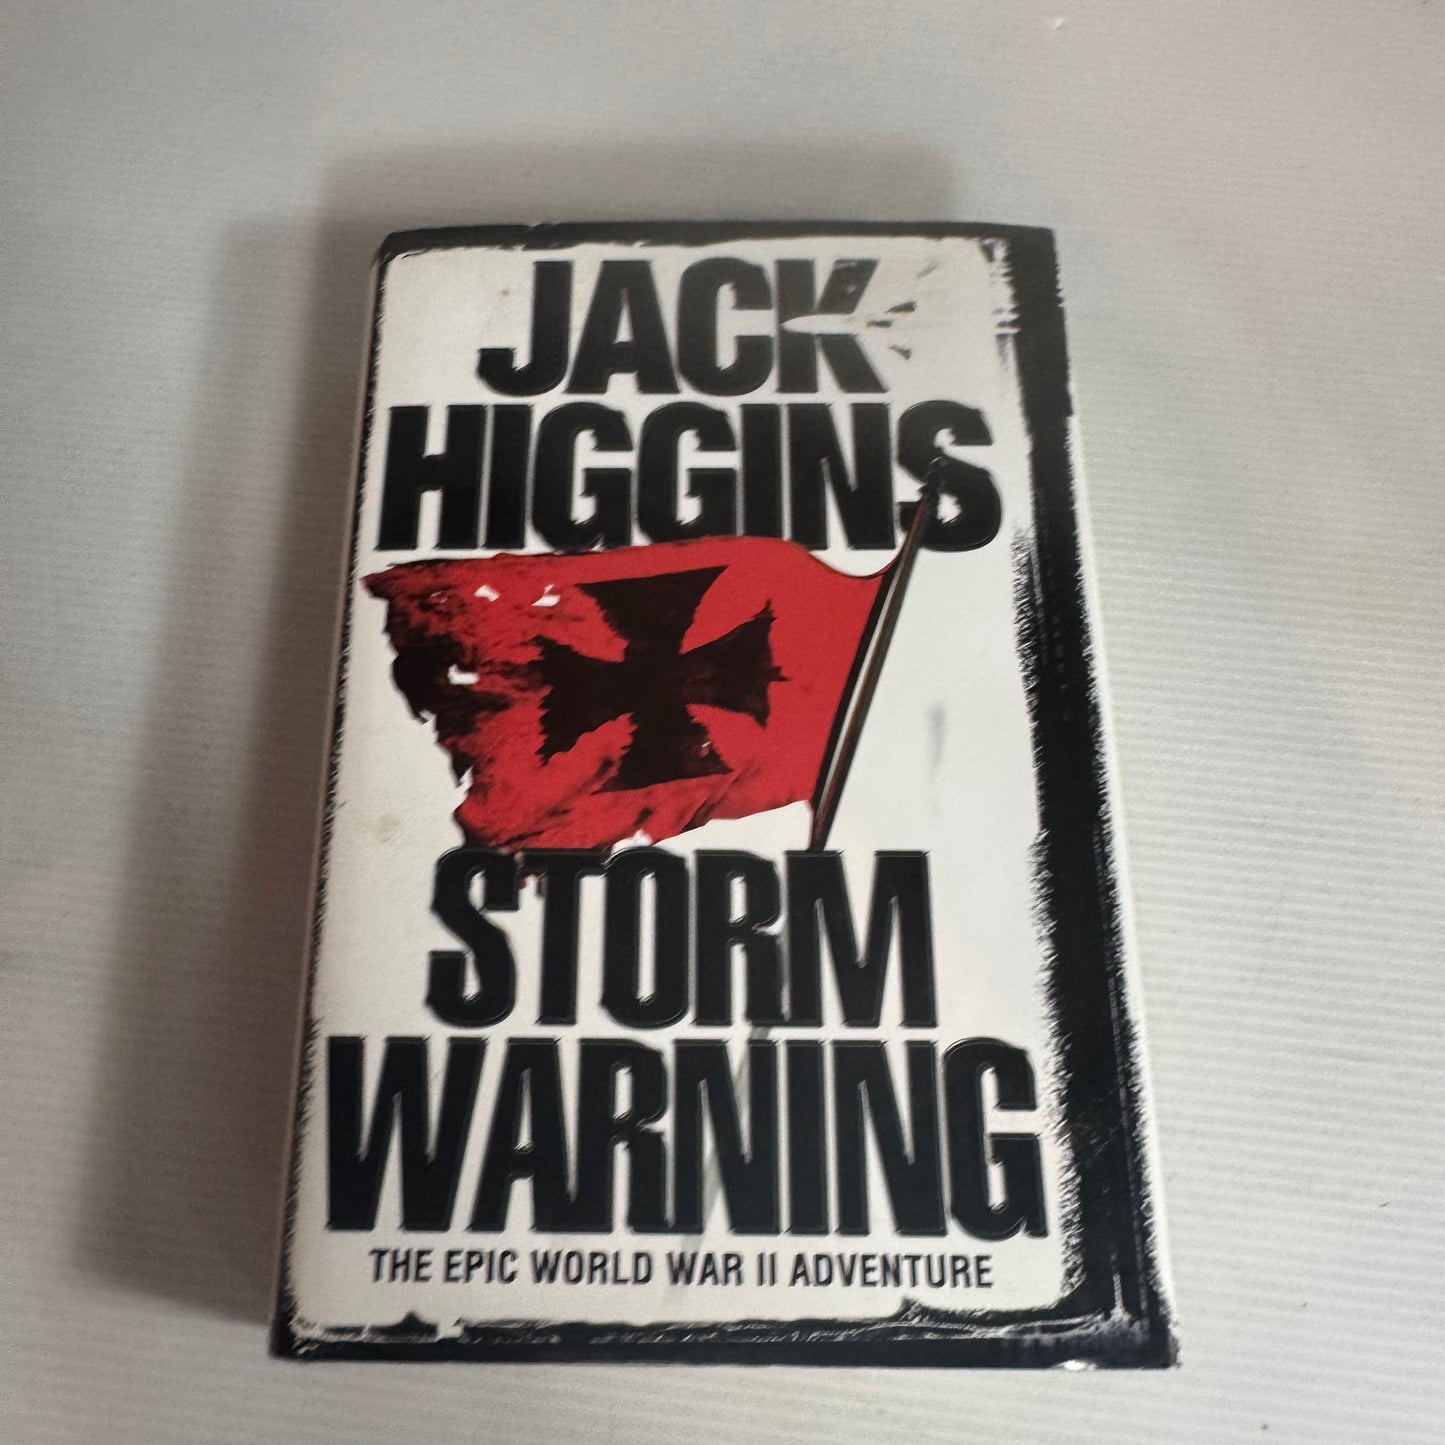 JACK
HIGGINS
STORM
WARNING
THE EPIC WORLD WAR II ADVENTURE